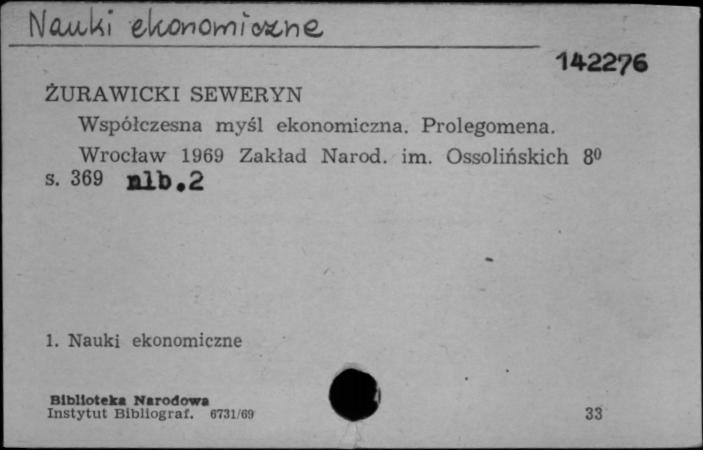 Nauki ekonomiczne
142276
ŻURAWICKI SEWERYN
Współczesna myśl ekonomiczna. Prolegomena.
Wrocław 1969 Zakład Narod. im. Ossolińskich 8⁰
s. 369 nlb.2
1. Nauki ekonomiczne
Biblioteka Narodowa
Instytut Bibliograf. 6731/69
33